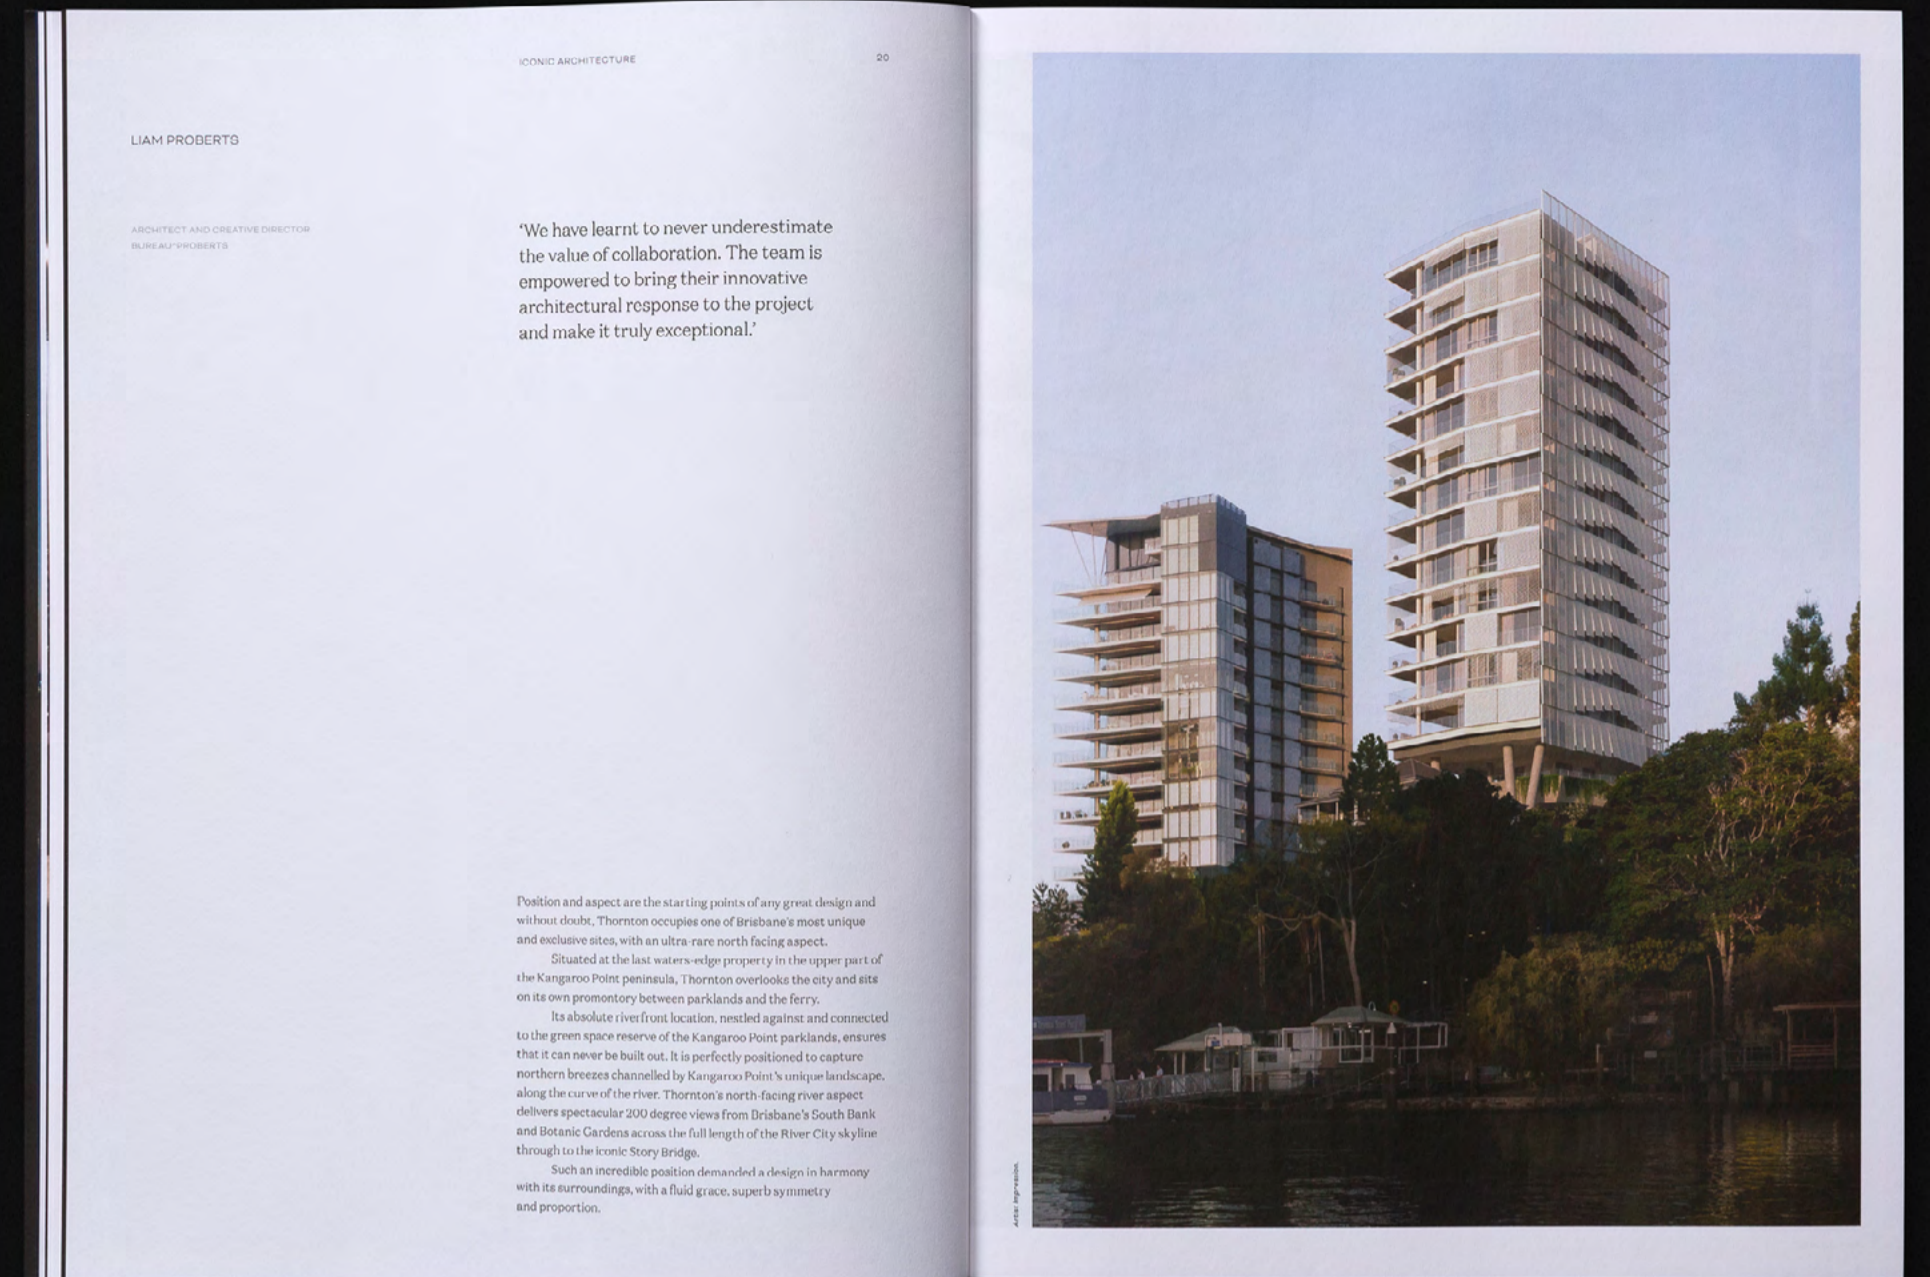 ICONIC ARCHITECTURE
20
LIAM PROBERTS
ARCHITECT AND CREATIVE DIRECTOR
BUREAU^PROBERTS
‘We have learnt to never underestimate
the value of collaboration. The team is
empowered to bring their innovative
architectural response to the project
and make it truly exceptional.’
Position and aspect are the starting points of any great design and
without doubt, Thornton occupies one of Brisbane's most unique
and exclusive sites, with an ultra-rare north facing aspect.
Situated at the last waters-edge property in the upper part of
the Kangaroo Point peninsula, Thornton overlooks the city and sits
on its own promontory between parklands and the ferry.
Its absolute riverfront location, nestled against and connected
to the green space reserve of the Kangaroo Point parklands, ensures
that it can never be built out. It is perfectly positioned to capture
northern breezes channelled by Kangaroo Point's unique landscape,
along the curve of the river. Thornton's north-facing river aspect
delivers spectacular 200 degree views from Brisbane's South Bank
and Botanic Gardens across the full length of the River City skyline
through to the iconic Story Bridge.
Such an incredible position demanded a design in harmony
with its surroundings, with a fluid grace, superb symmetry
and proportion.
Artist Impression.